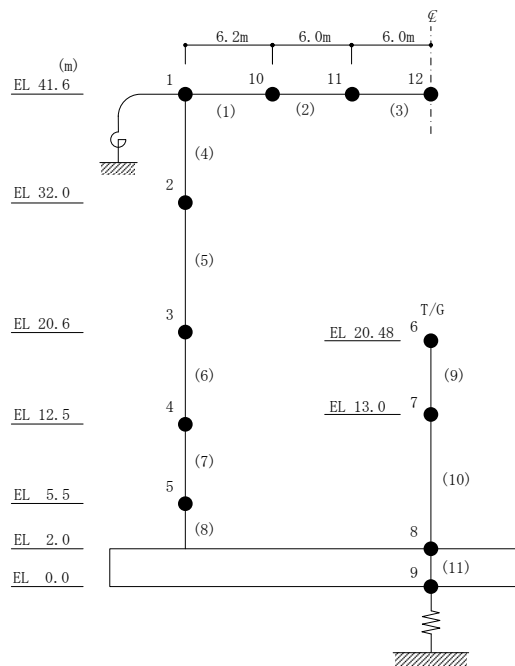 ℄
6.2m 6.0m 6.0m
(m)
EL 41.6 1 10 11 12
(1) (2) (3)
(4)
EL 32.0 2
(5)
EL 20.6 3 T/G
EL 20.48 6
(6) (9)
EL 12.5 4 EL 13.0 7
(7) (10)
EL 5.5 5
(8)
EL 2.0 8
(11)
EL 0.0 9